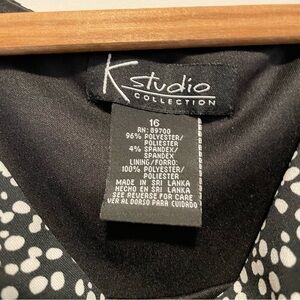 K studio
COLLECTION
16
RN: 89700
96% POLYESTER/
POLIESTER
4% SPANDEX/
SPANDEX
LINING/FORRO:
100% POLYESTER/
POLIESTER
MADE IN SRI LANKA
HECHO EN SRI LANKA
SEE REVERSE FOR CARE
VER AL DORSO PARA CUIDADO